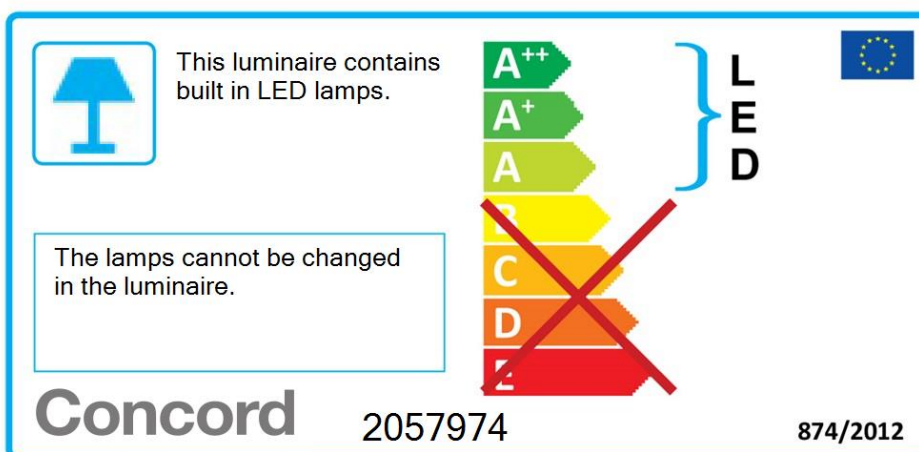 This luminaire contains
built in LED lamps.
A++
A+
A
B
C
D
E
L
E
D
The lamps cannot be changed
in the luminaire.
Concord
2057974
874/2012